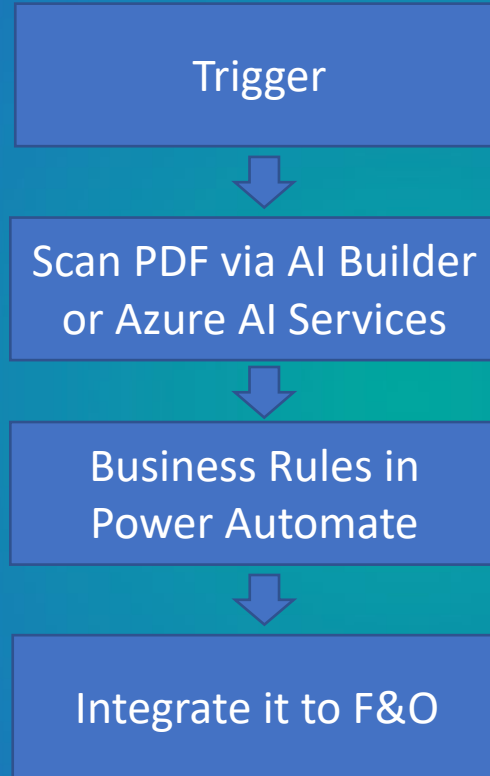 Trigger
Scan PDF via AI Builder
or Azure AI Services
Business Rules in
Power Automate
Integrate it to F&O